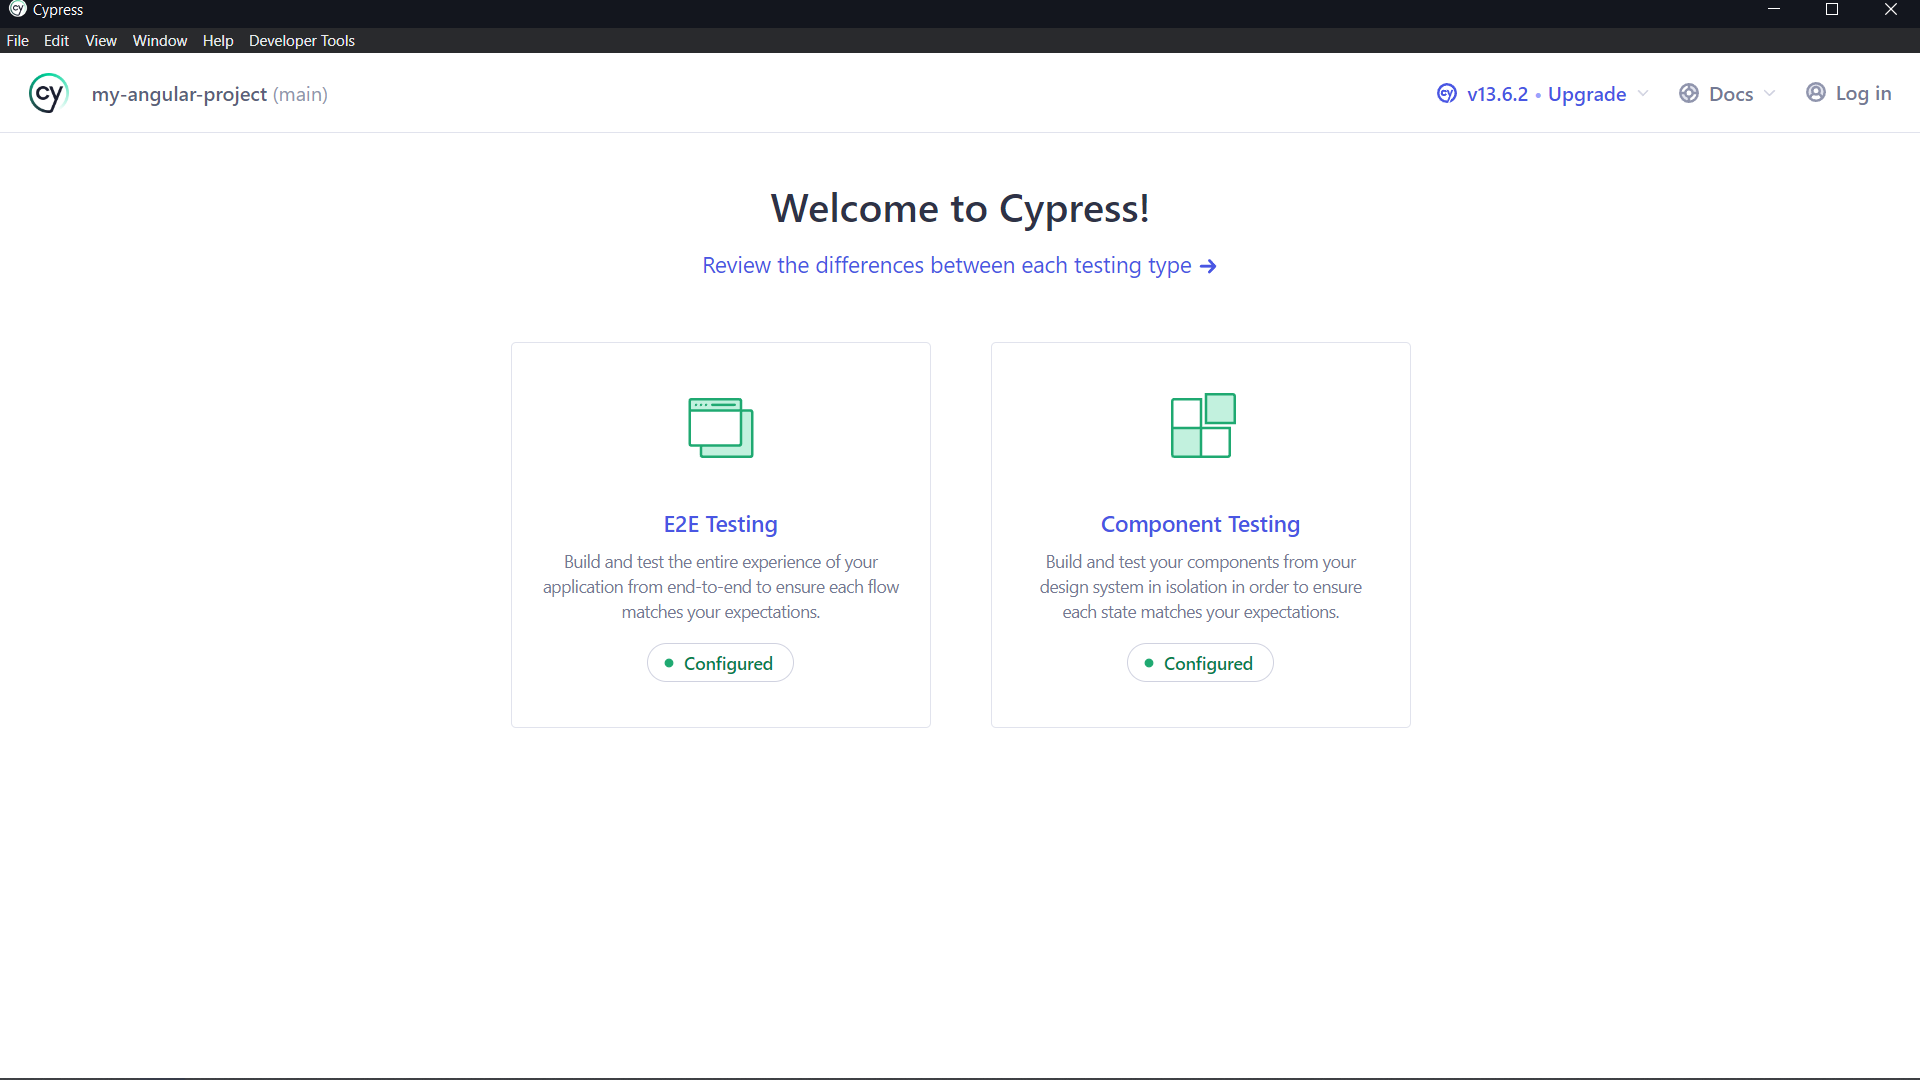 cy Cypress
File Edit View Window Help Developer Tools
cy my-angular-project (main)
cy v13.6.2 • Upgrade Docs Log in
Welcome to Cypress!
Review the differences between each testing type →
E2E Testing
Build and test the entire experience of your
application from end-to-end to ensure each flow
matches your expectations.
• Configured
Component Testing
Build and test your components from your
design system in isolation in order to ensure
each state matches your expectations.
• Configured